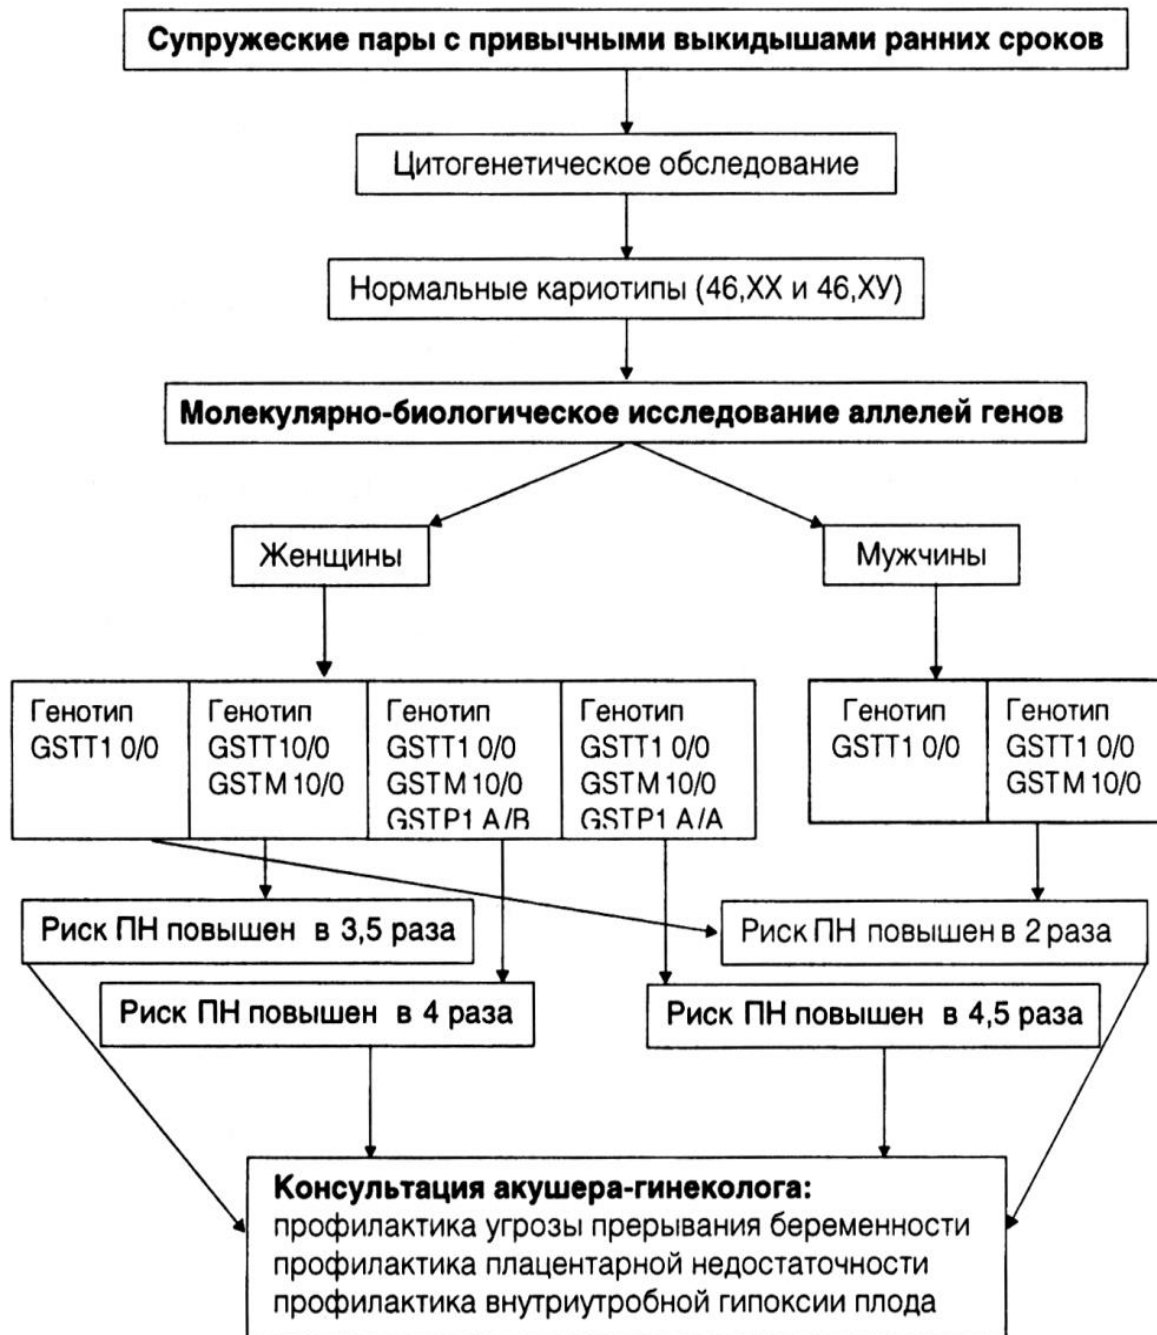 Супружеские пары с привычными выкидышами ранних сроков
Цитогенетическое обследование
Нормальные кариотипы (46,XX и 46,ХУ)
Молекулярно-биологическое исследование аллелей генов
Женщины
Мужчины
Генотип
GSTT1 0/0
Генотип
GSTT10/0
GSTM10/0
Генотип
GSTT1 0/0
GSTM10/0
GSTP1 A/B
Генотип
GSTT1 0/0
GSTM10/0
GSTP1 A/A
Генотип
GSTT1 0/0
Генотип
GSTT1 0/0
GSTM10/0
Риск ПН повышен в 3,5 раза
Риск ПН повышен в 2 раза
Риск ПН повышен в 4 раза
Риск ПН повышен в 4,5 раза
Консультация акушера-гинеколога:
профилактика угрозы прерывания беременности
профилактика плацентарной недостаточности
профилактика внутриутробной гипоксии плода